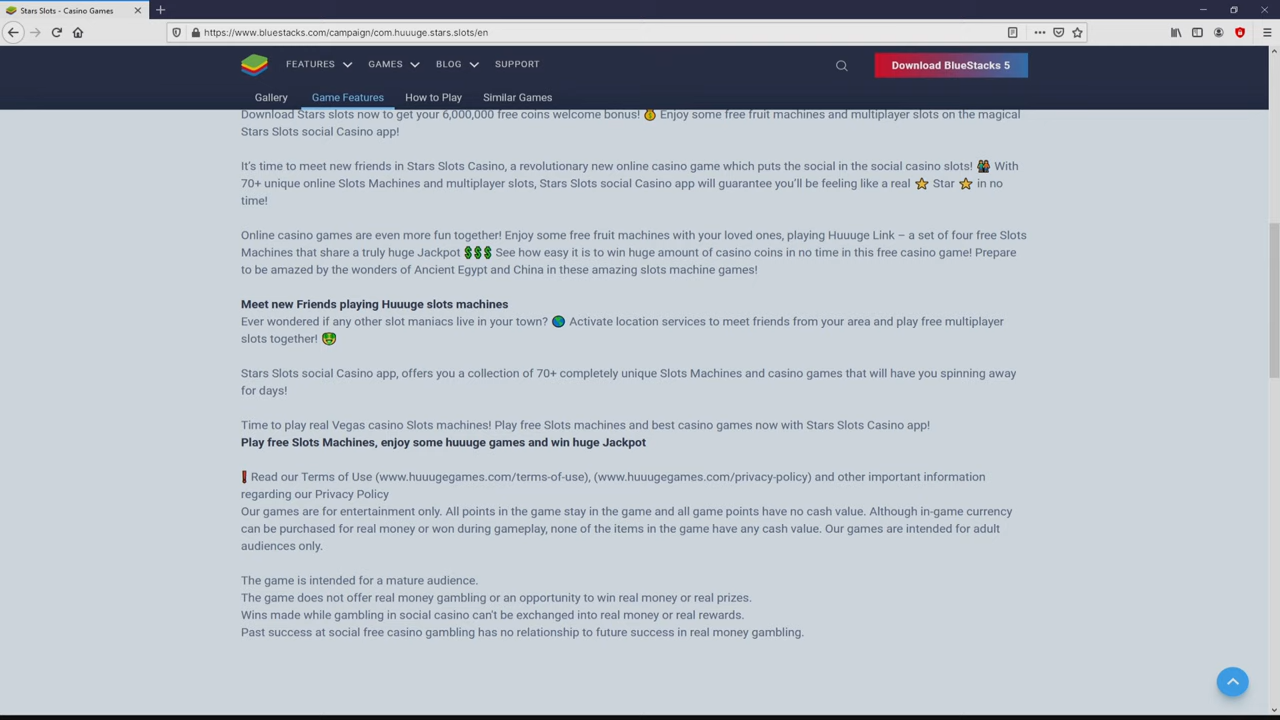 Stars Slots - Casino Games
https://www.bluestacks.com/campaign/com.huuuge.stars.slots/en
FEATURES GAMES BLOG SUPPORT
Download BlueStacks 5
Gallery Game Features How to Play Similar Games
Download Stars slots now to get your 6,000,000 free coins welcome bonus! 💰 Enjoy some free fruit machines and multiplayer slots on the magical
Stars Slots social Casino app!
It's time to meet new friends in Stars Slots Casino, a revolutionary new online casino game which puts the social in the social casino slots! 👫 With
70+ unique online Slots Machines and multiplayer slots, Stars Slots social Casino app will guarantee you'll be feeling like a real ⭐ Star ⭐ in no
time!
Online casino games are even more fun together! Enjoy some free fruit machines with your loved ones, playing Huuuge Link – a set of four free Slots
Machines that share a truly huge Jackpot 💲💲💲 See how easy it is to win huge amount of casino coins in no time in this free casino game! Prepare
to be amazed by the wonders of Ancient Egypt and China in these amazing slots machine games!
Meet new Friends playing Huuuge slots machines
Ever wondered if any other slot maniacs live in your town? 🌏 Activate location services to meet friends from your area and play free multiplayer
slots together! 🤑
Stars Slots social Casino app, offers you a collection of 70+ completely unique Slots Machines and casino games that will have you spinning away
for days!
Time to play real Vegas casino Slots machines! Play free Slots machines and best casino games now with Stars Slots Casino app!
Play free Slots Machines, enjoy some huuuge games and win huge Jackpot
❗ Read our Terms of Use (www.huuugegames.com/terms-of-use), (www.huuugegames.com/privacy-policy) and other important information
regarding our Privacy Policy
Our games are for entertainment only. All points in the game stay in the game and all game points have no cash value. Although in-game currency
can be purchased for real money or won during gameplay, none of the items in the game have any cash value. Our games are intended for adult
audiences only.
The game is intended for a mature audience.
The game does not offer real money gambling or an opportunity to win real money or real prizes.
Wins made while gambling in social casino can't be exchanged into real money or real rewards.
Past success at social free casino gambling has no relationship to future success in real money gambling.